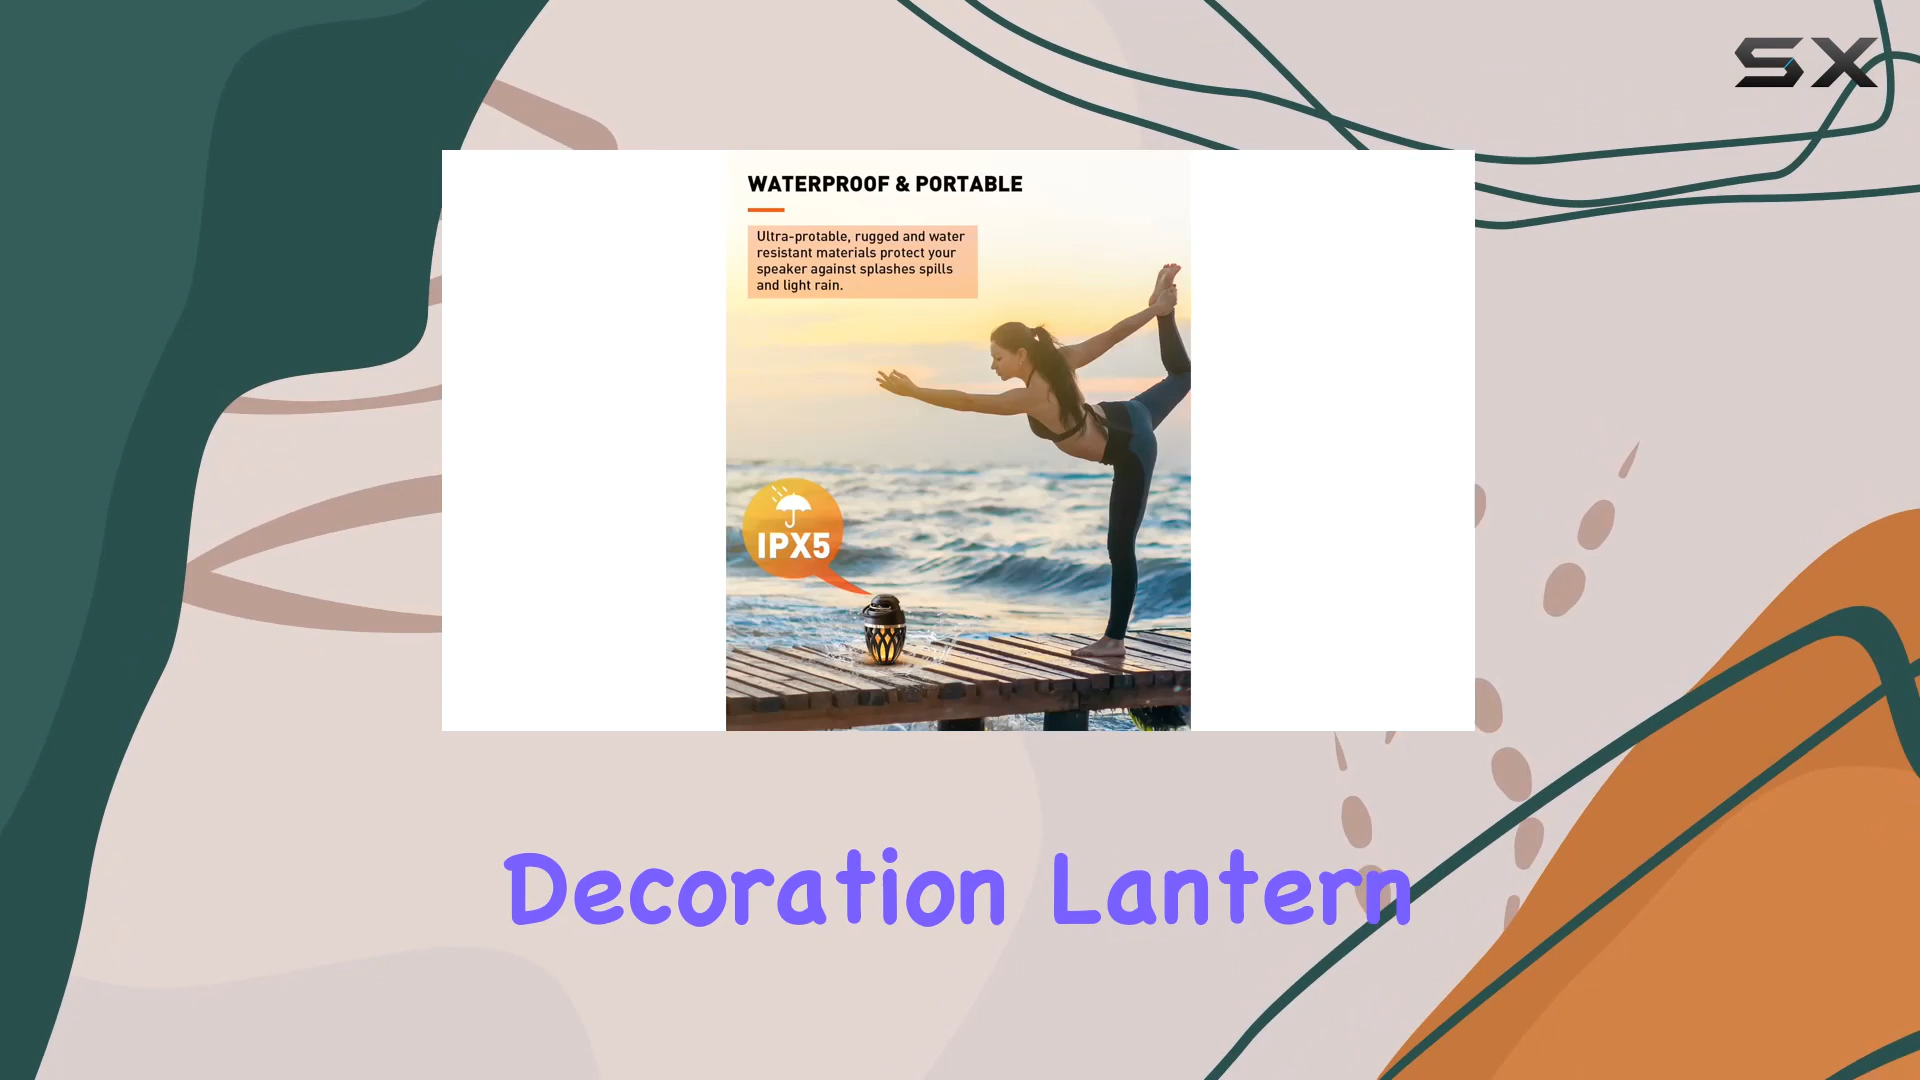 SX
WATERPROOF & PORTABLE
Ultra-protable, rugged and water
resistant materials protect your
speaker against splashes spills
and light rain.
IPX5
Decoration Lantern